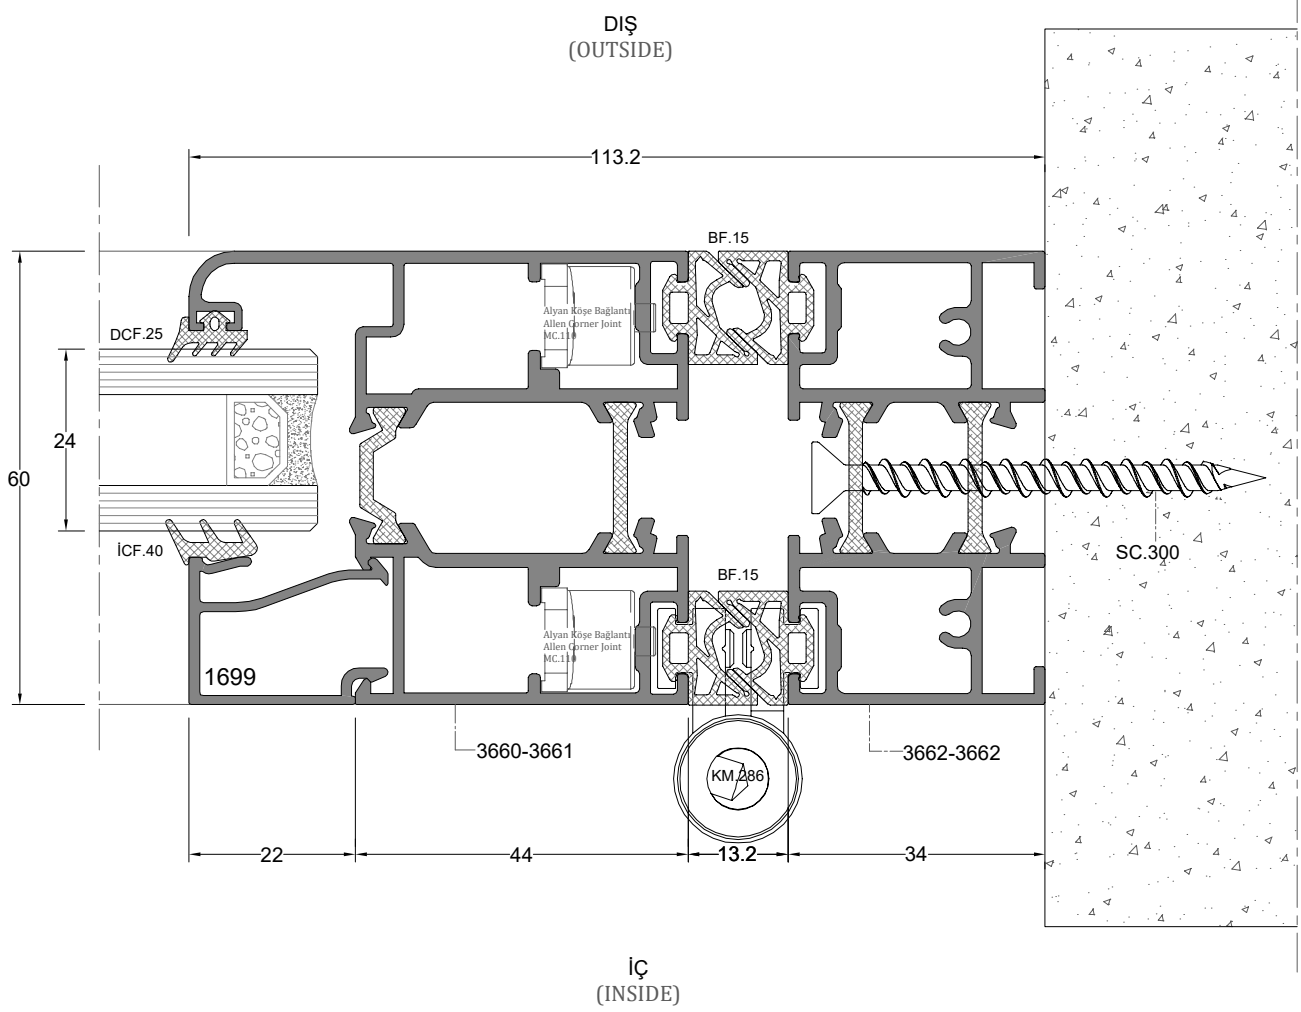 DIŞ
(OUTSIDE)
113.2
BF.15
Alyan Köşe Bağlantı
Allen Corner Joint
MC.110
DCF.25
24
60
İCF.40
SC.300
BF.15
Alyan Köşe Bağlantı
Allen Corner Joint
MC.110
1699
3660-3661
3662-3662
KM.286
22
44
13.2
34
İÇ
(INSIDE)